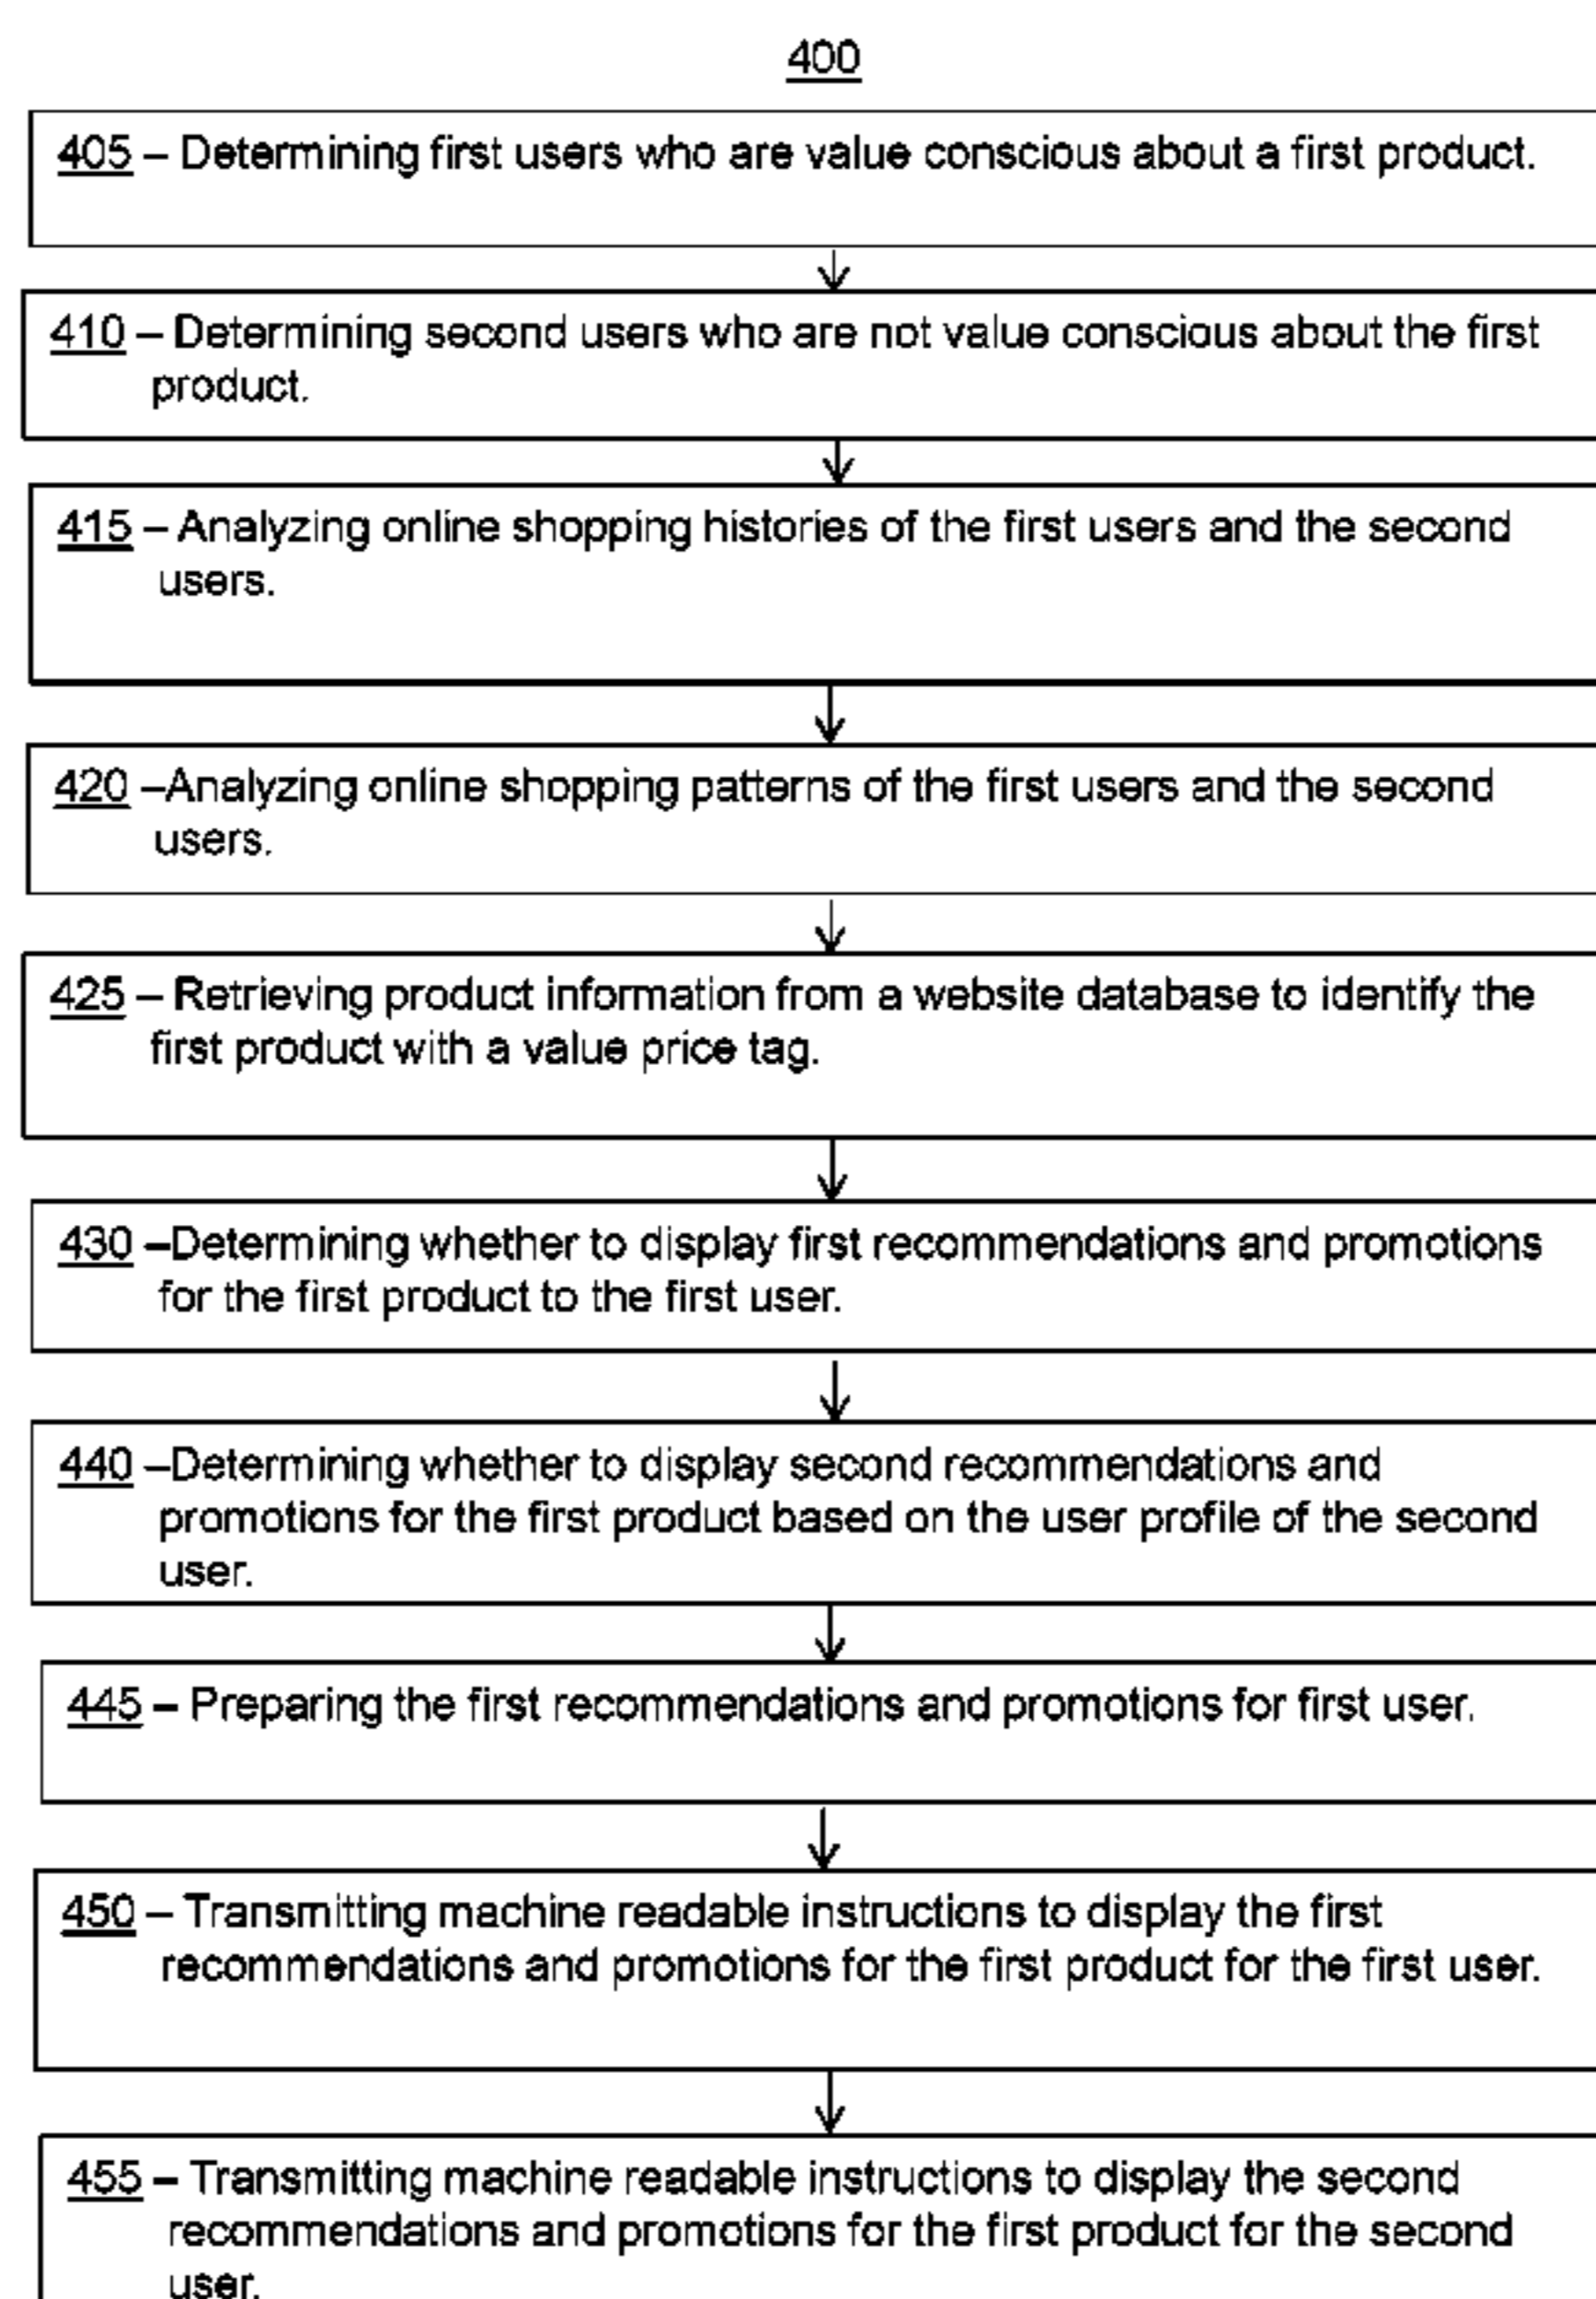 400
405 – Determining first users who are value conscious about a first product.
410 – Determining second users who are not value conscious about the first
product.
415 – Analyzing online shopping histories of the first users and the second
users.
420 –Analyzing online shopping patterns of the first users and the second
users.
425 – Retrieving product information from a website database to identify the
first product with a value price tag.
430 –Determining whether to display first recommendations and promotions
for the first product to the first user.
440 –Determining whether to display second recommendations and
promotions for the first product based on the user profile of the second
user.
445 – Preparing the first recommendations and promotions for first user.
450 – Transmitting machine readable instructions to display the first
recommendations and promotions for the first product for the first user.
455 – Transmitting machine readable instructions to display the second
recommendations and promotions for the first product for the second
user.